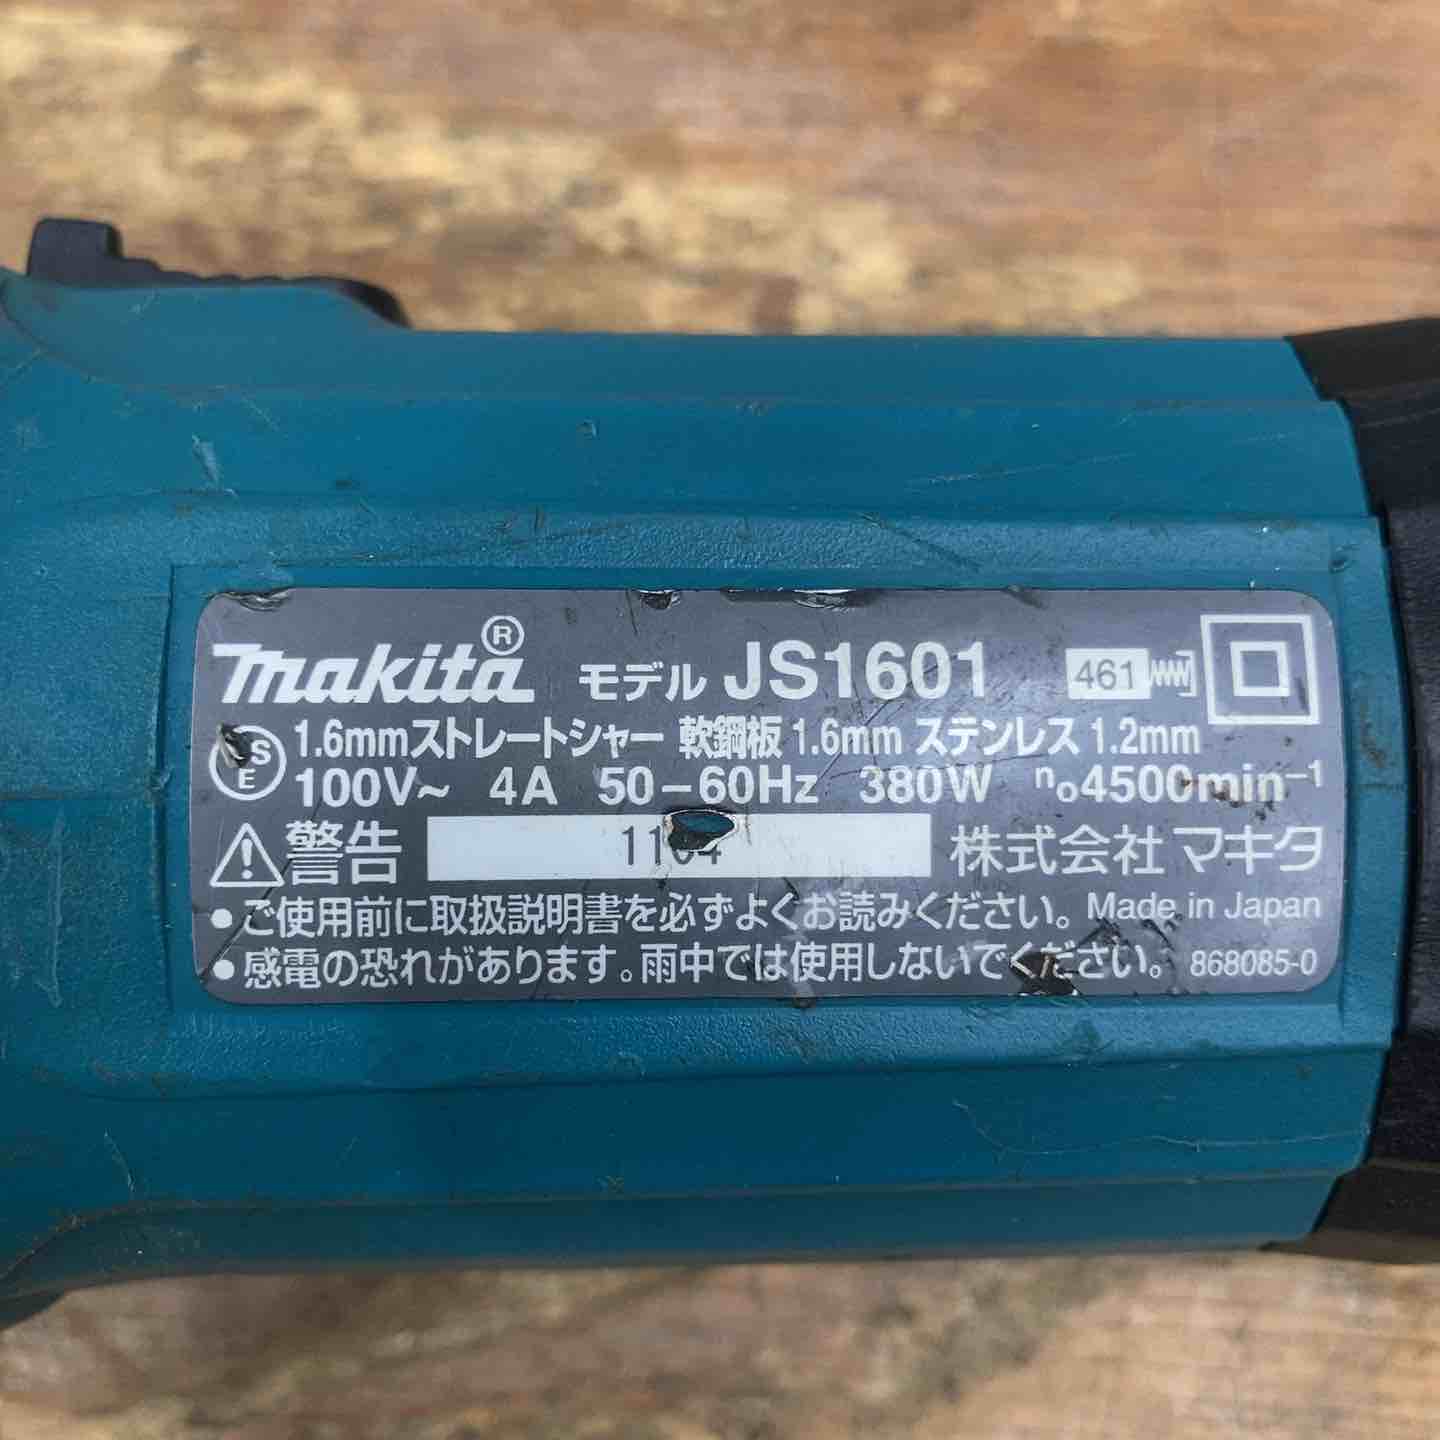 makita® モデル JS1601 461
PSE 1.6mmストレートシャー 軟鋼板 1.6mm ステンレス 1.2mm
100V～ 4A 50－60Hz 380W n₀4500min⁻¹
警告 株式会社 マキタ
● ご使用前に取扱説明書を必ずよくお読みください。 Made in Japan
● 感電の恐れがあります。雨中では使用しないでください。 868085-0